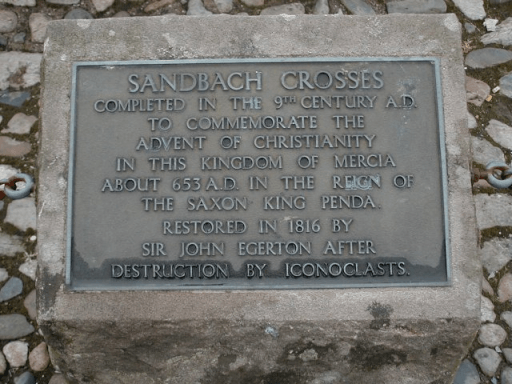 SANDBACH CROSSES
COMPLETED IN THE 9TH CENTURY A.D.
TO COMMEMORATE THE
ADVENT OF CHRISTIANITY
IN THIS KINGDOM OF MERCIA
ABOUT 653 A.D. IN THE REIGN OF
THE SAXON KING PENDA.
RESTORED IN 1816 BY
SIR JOHN EGERTON AFTER
DESTRUCTION BY ICONOCLASTS.